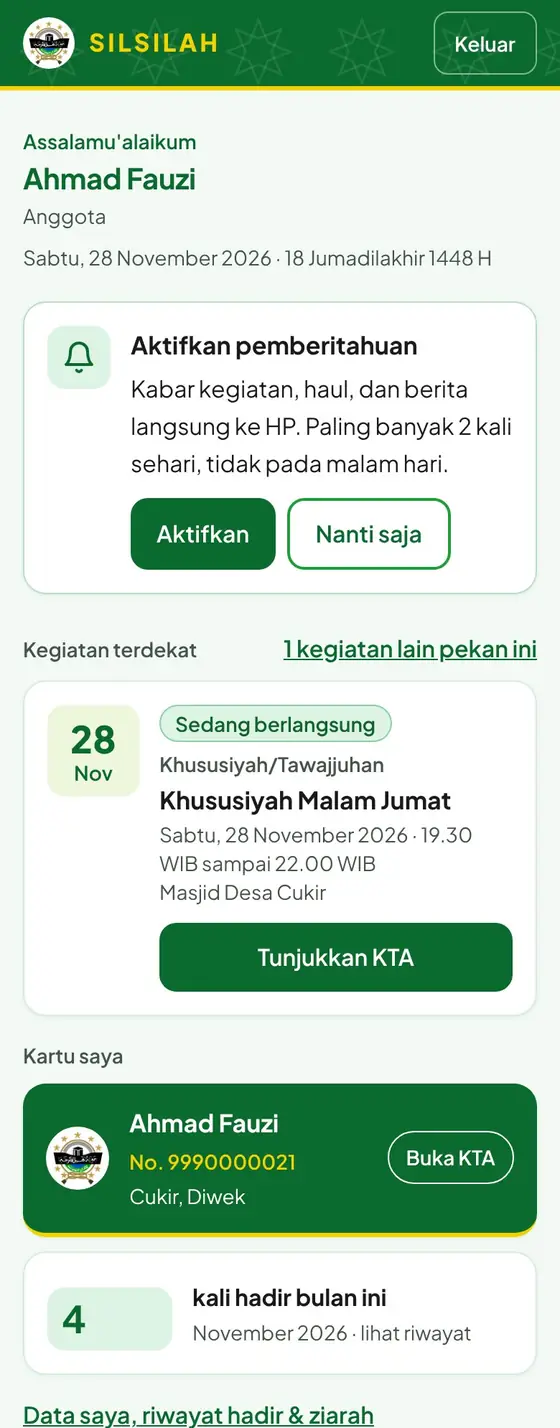 SILSILAH
Keluar
Assalamu'alaikum
Ahmad Fauzi
Anggota
Sabtu, 28 November 2026 · 18 Jumadilakhir 1448 H
Aktifkan pemberitahuan
Kabar kegiatan, haul, dan berita
langsung ke HP. Paling banyak 2 kali
sehari, tidak pada malam hari.
Aktifkan
Nanti saja
Kegiatan terdekat
1 kegiatan lain pekan ini
28
Nov
Sedang berlangsung
Khususiyah/Tawajjuhan
Khususiyah Malam Jumat
Sabtu, 28 November 2026 · 19.30
WIB sampai 22.00 WIB
Masjid Desa Cukir
Tunjukkan KTA
Kartu saya
Ahmad Fauzi
No. 9990000021
Cukir, Diwek
Buka KTA
4
kali hadir bulan ini
November 2026 · lihat riwayat
Data saya, riwayat hadir & ziarah